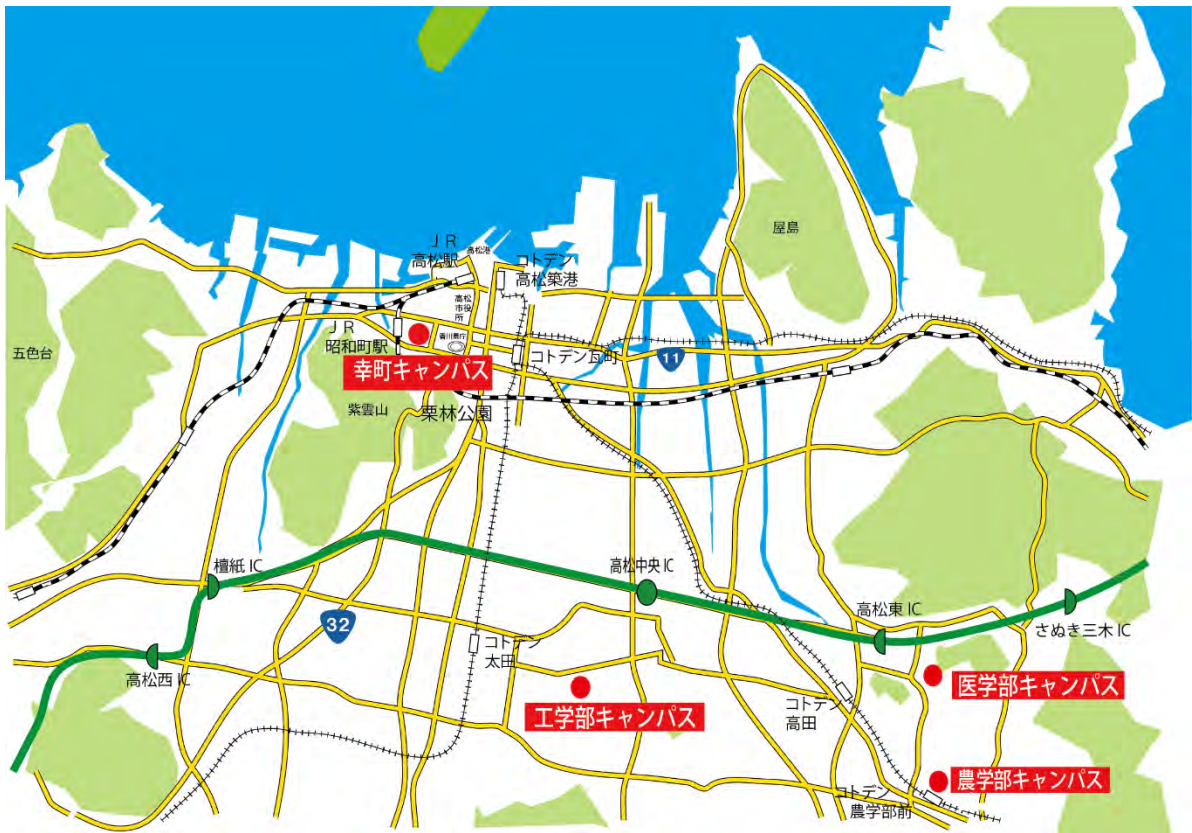 屋島
ＪＲ
高松駅
高松港
コトデン
高松築港
高松
市役
所
香川県庁
ＪＲ
昭和町駅
五色台
コトデン瓦町
11
幸町キャンパス
紫雲山
栗林公園
檀紙 IC
高松中央 IC
高松東 IC
さぬき三木 IC
32
コトデン
太田
高松西 IC
医学部キャンパス
工学部キャンパス
コトデン
高田
農学部キャンパス
コトデン
農学部前